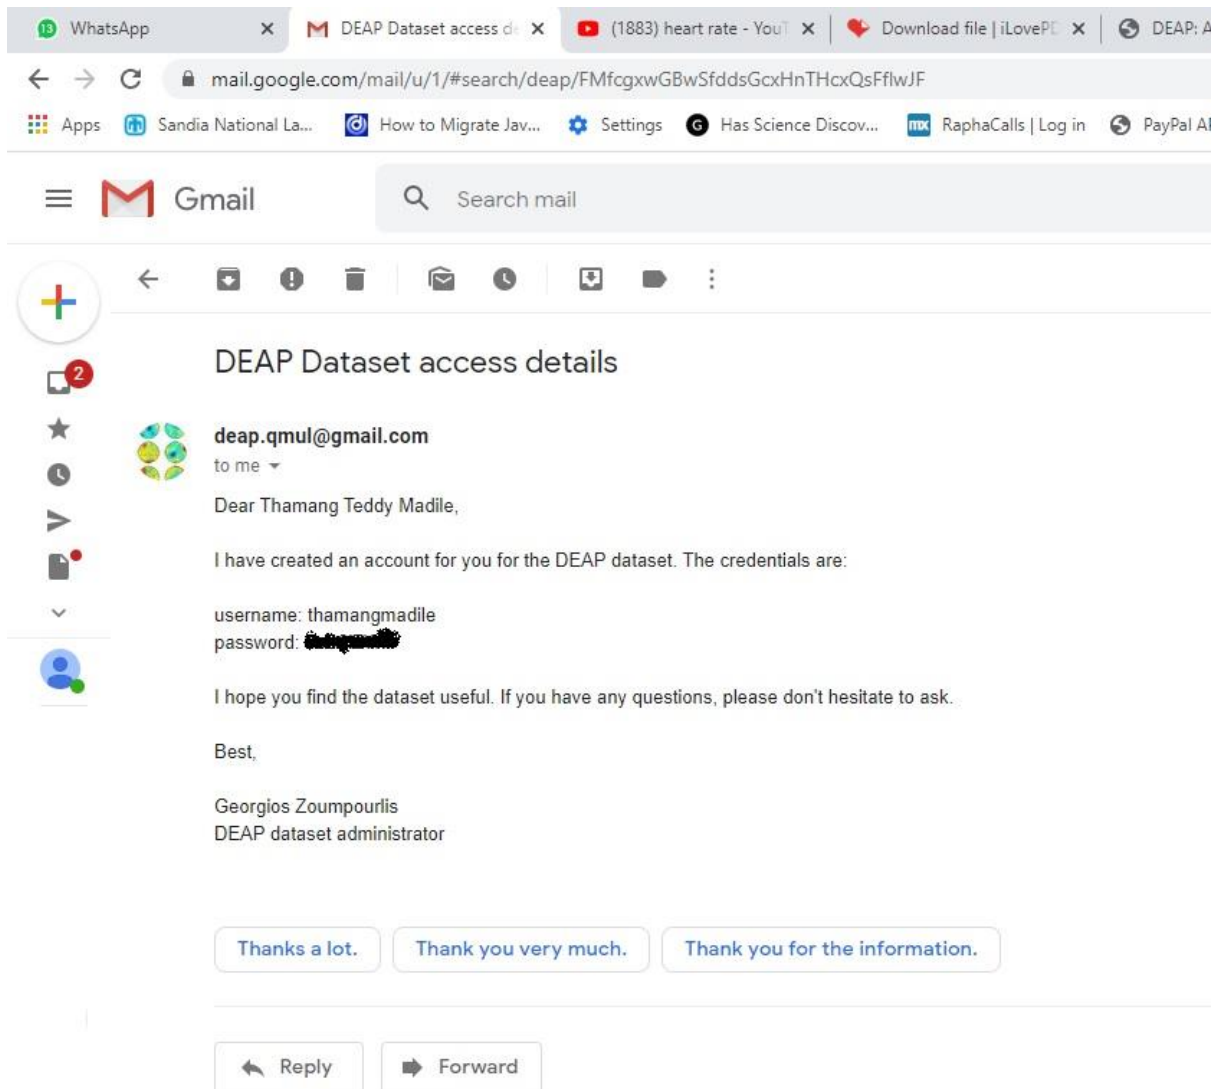 13 WhatsApp
DEAP Dataset access de
(1883) heart rate - YouT
Download file | iLovePD
DEAP: A
mail.google.com/mail/u/1/#search/deap/FMfcgxwGBwSfddsGcxHnTHcxQsFflwJF
Apps
Sandia National La...
How to Migrate Jav...
Settings
G Has Science Discov...
mx RaphaCalls | Log in
PayPal AP
Gmail
Search mail
DEAP Dataset access details
2
deap.qmul@gmail.com
to me
Dear Thamang Teddy Madile,
I have created an account for you for the DEAP dataset. The credentials are:
username: thamangmadile
password:
I hope you find the dataset useful. If you have any questions, please don't hesitate to ask.
Best,
Georgios Zoumpourlis
DEAP dataset administrator
Thanks a lot.
Thank you very much.
Thank you for the information.
Reply
Forward